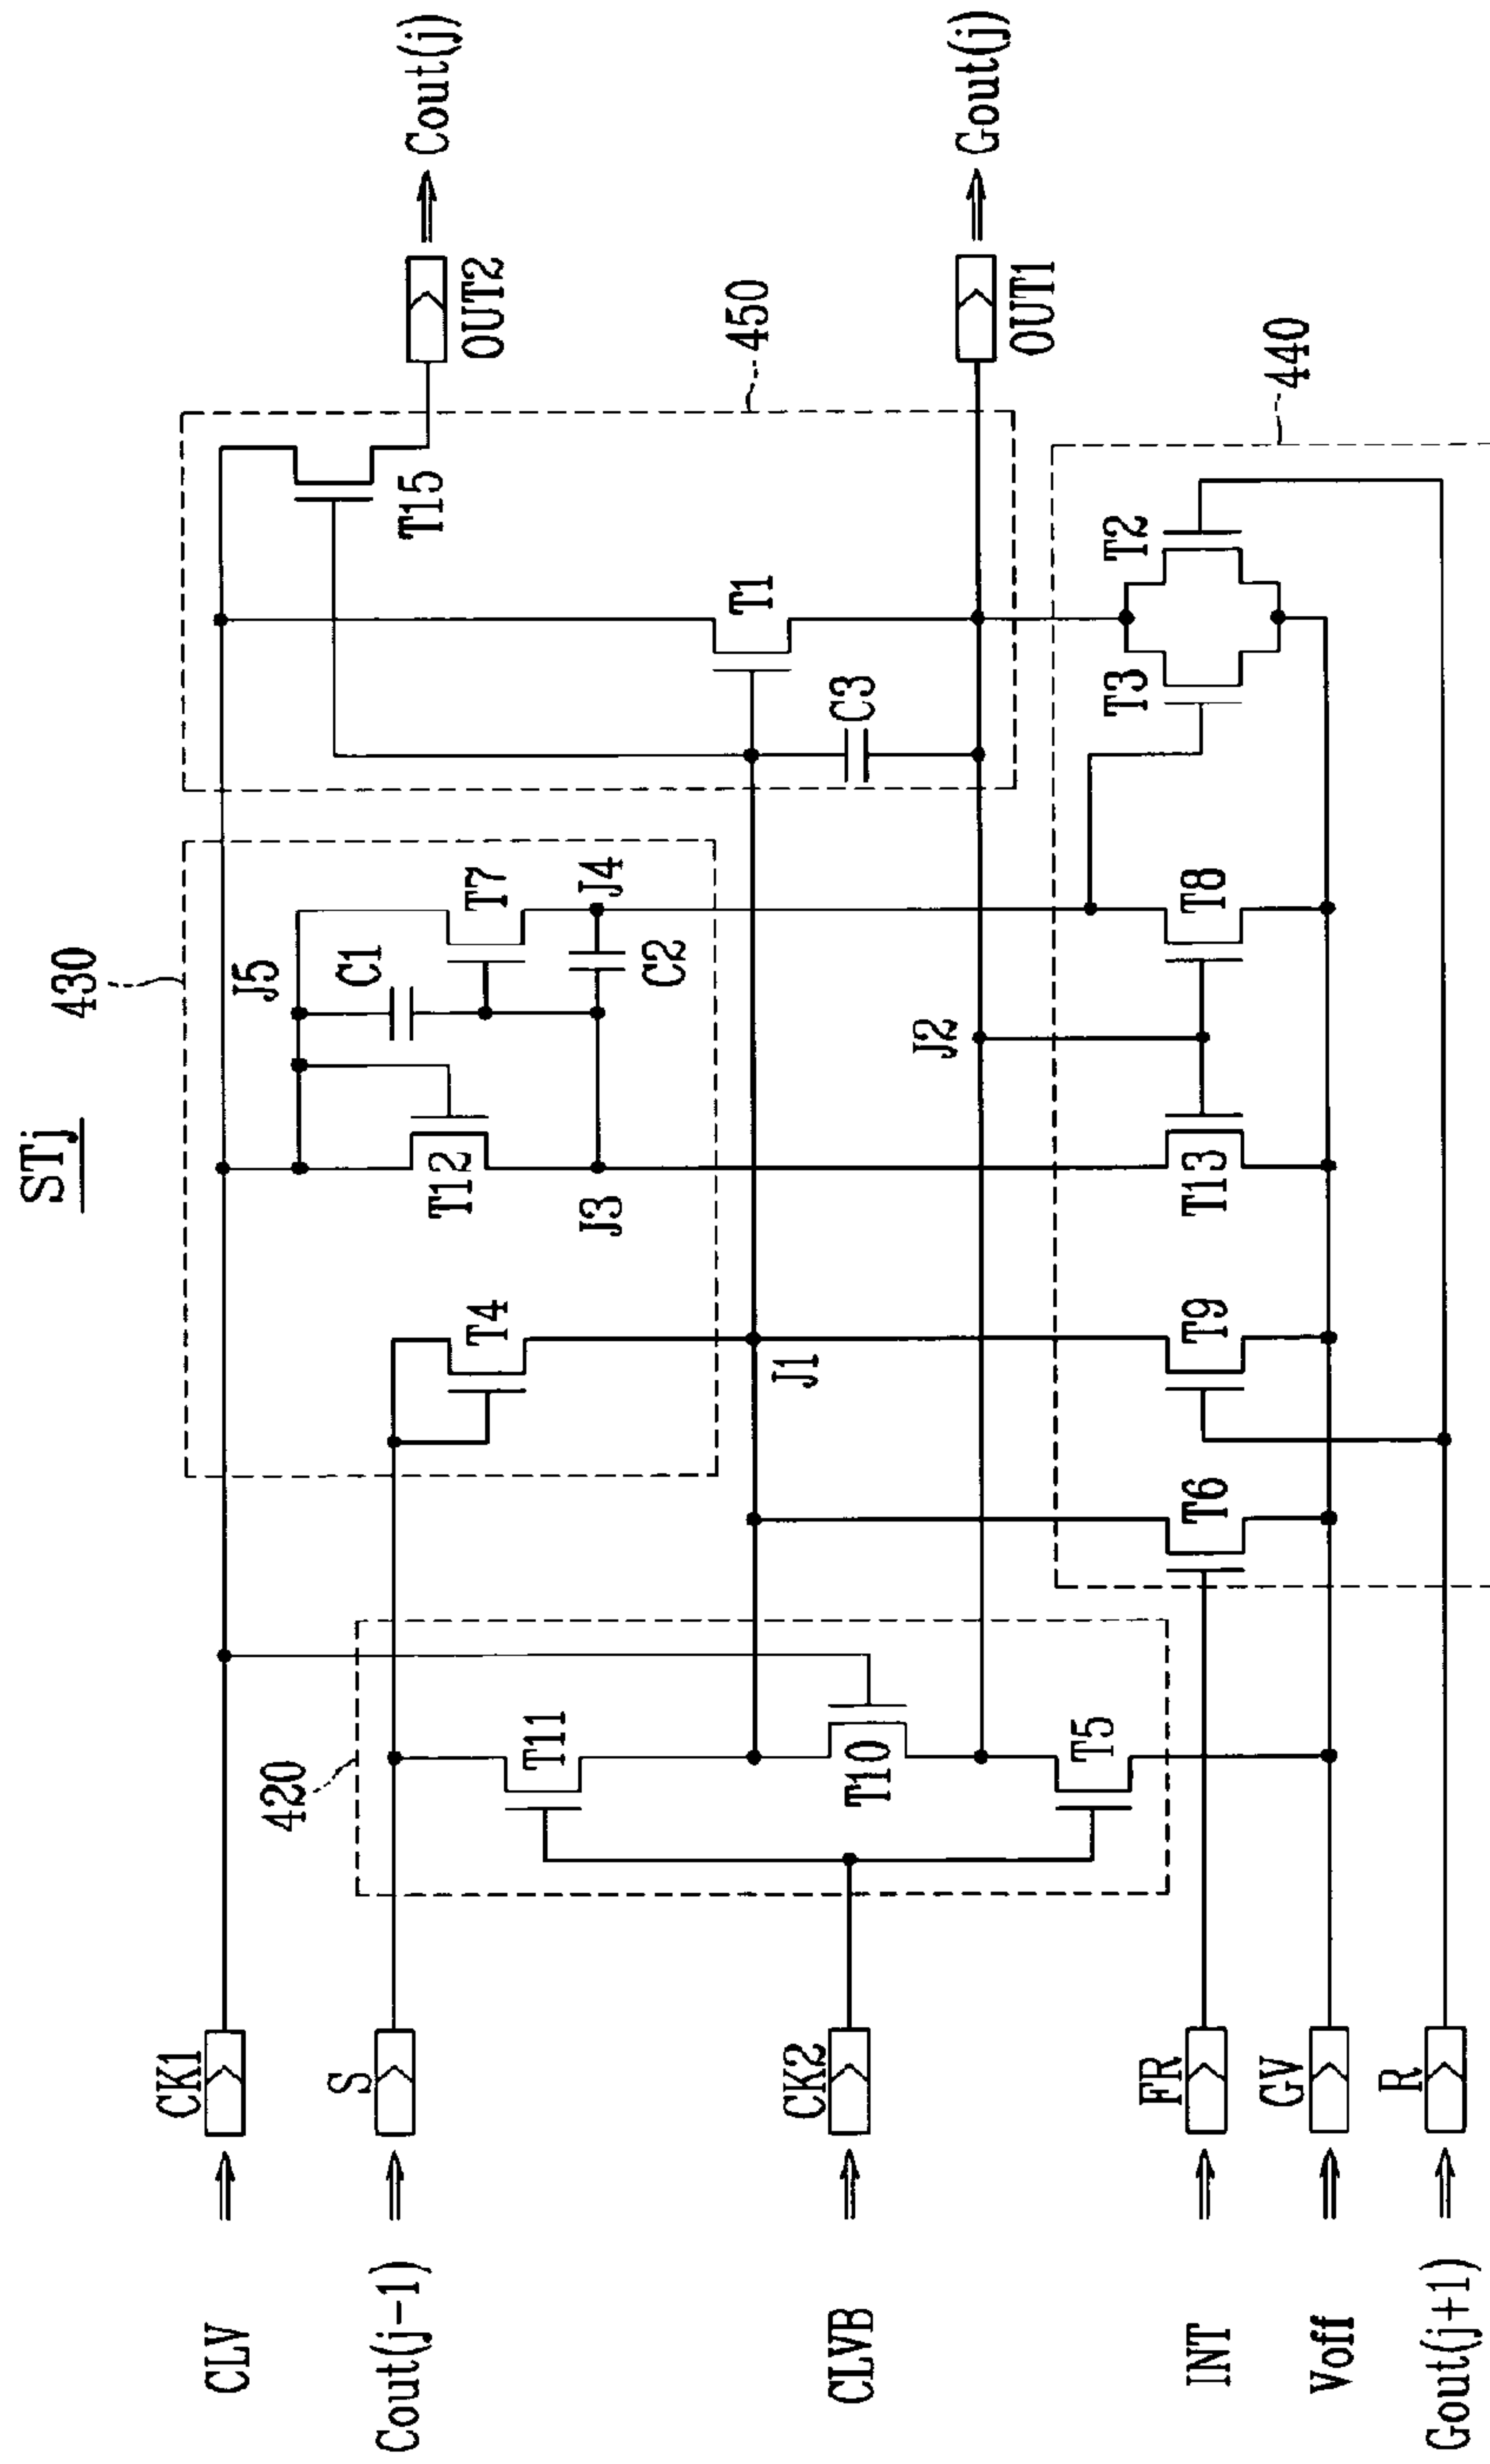 STj
430
J5
C1
T7
J4
C2
T12
J3
T4
T15
T1
C3
450
OUT2
Cout(j)
OUT1
Gout(j)
440
420
T11
T10
T5
J1
J2
T6
T9
T13
T8
T3
T2
CLV
CK1
Cout(j-1)
S
CLVB
CK2
INT
FR
Voff
GV
Gout(j+1)
R